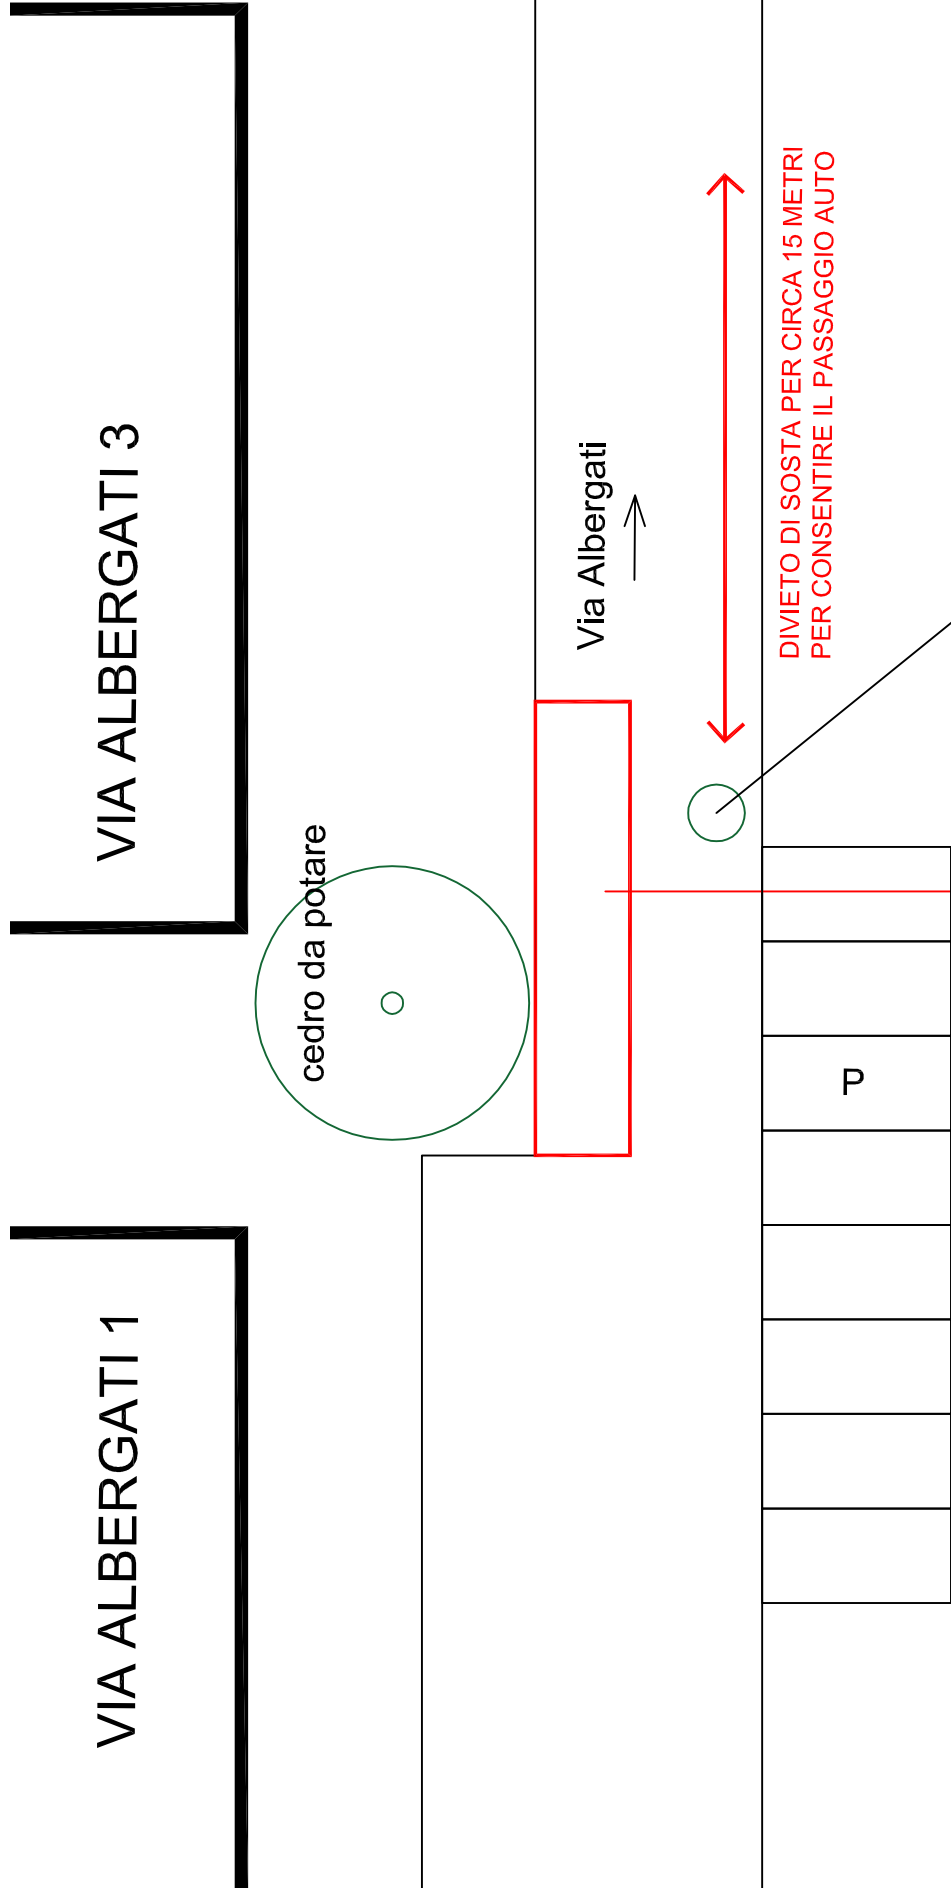 VIA ALBERGATI 1
VIA ALBERGATI 3
cedro da potare
Via Albergati
DIVIETO DI SOSTA PER CIRCA 15 METRI
PER CONSENTIRE IL PASSAGGIO AUTO
P